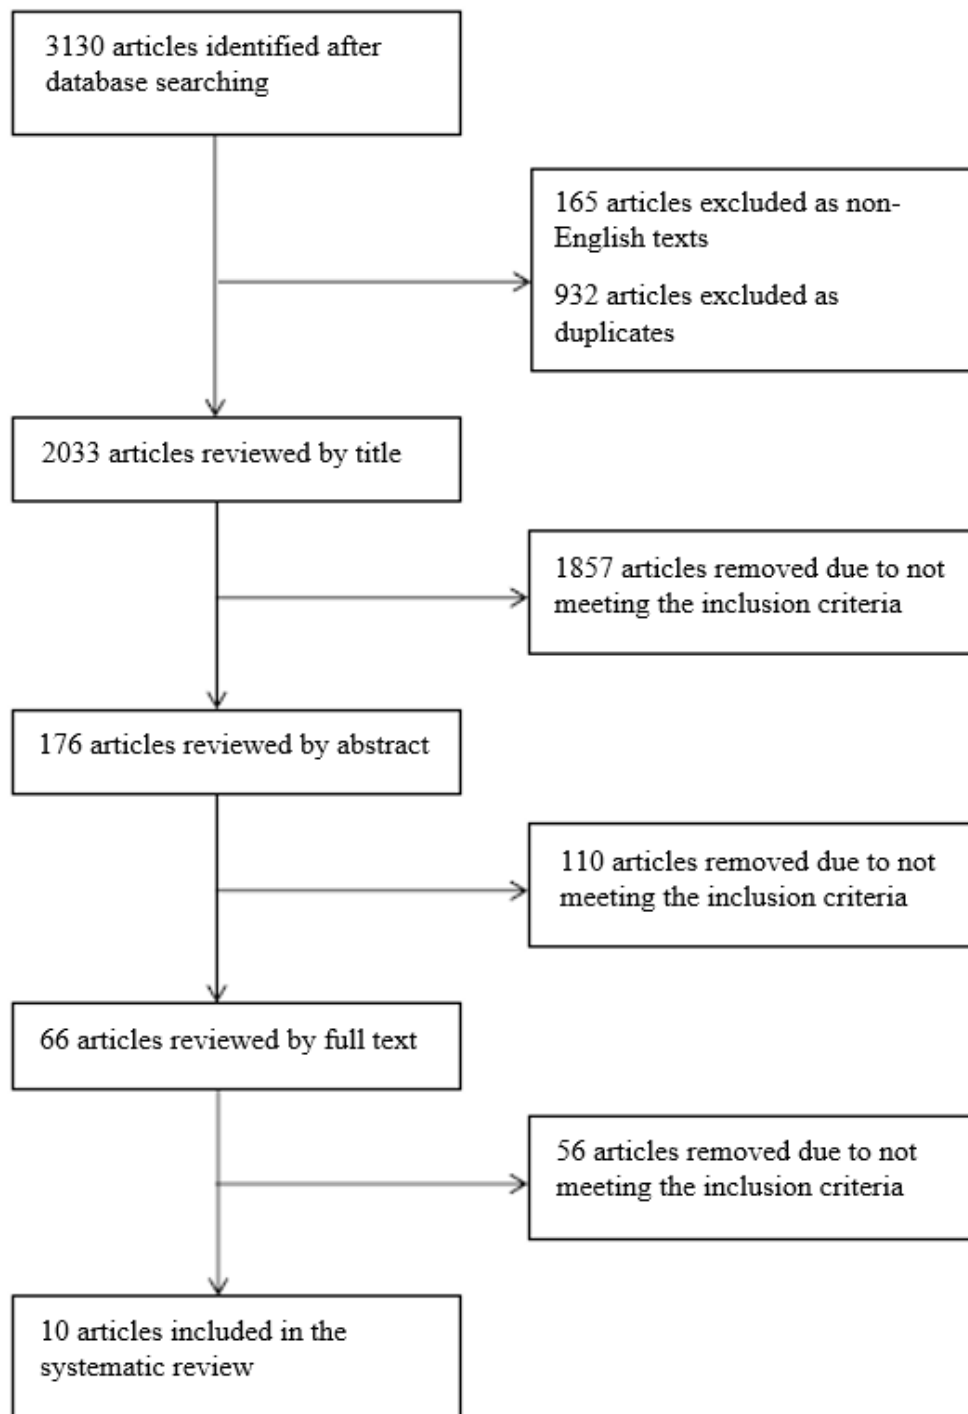 3130 articles identified after
database searching
165 articles excluded as non-
English texts
932 articles excluded as
duplicates
2033 articles reviewed by title
1857 articles removed due to not
meeting the inclusion criteria
176 articles reviewed by abstract
110 articles removed due to not
meeting the inclusion criteria
66 articles reviewed by full text
56 articles removed due to not
meeting the inclusion criteria
10 articles included in the
systematic review